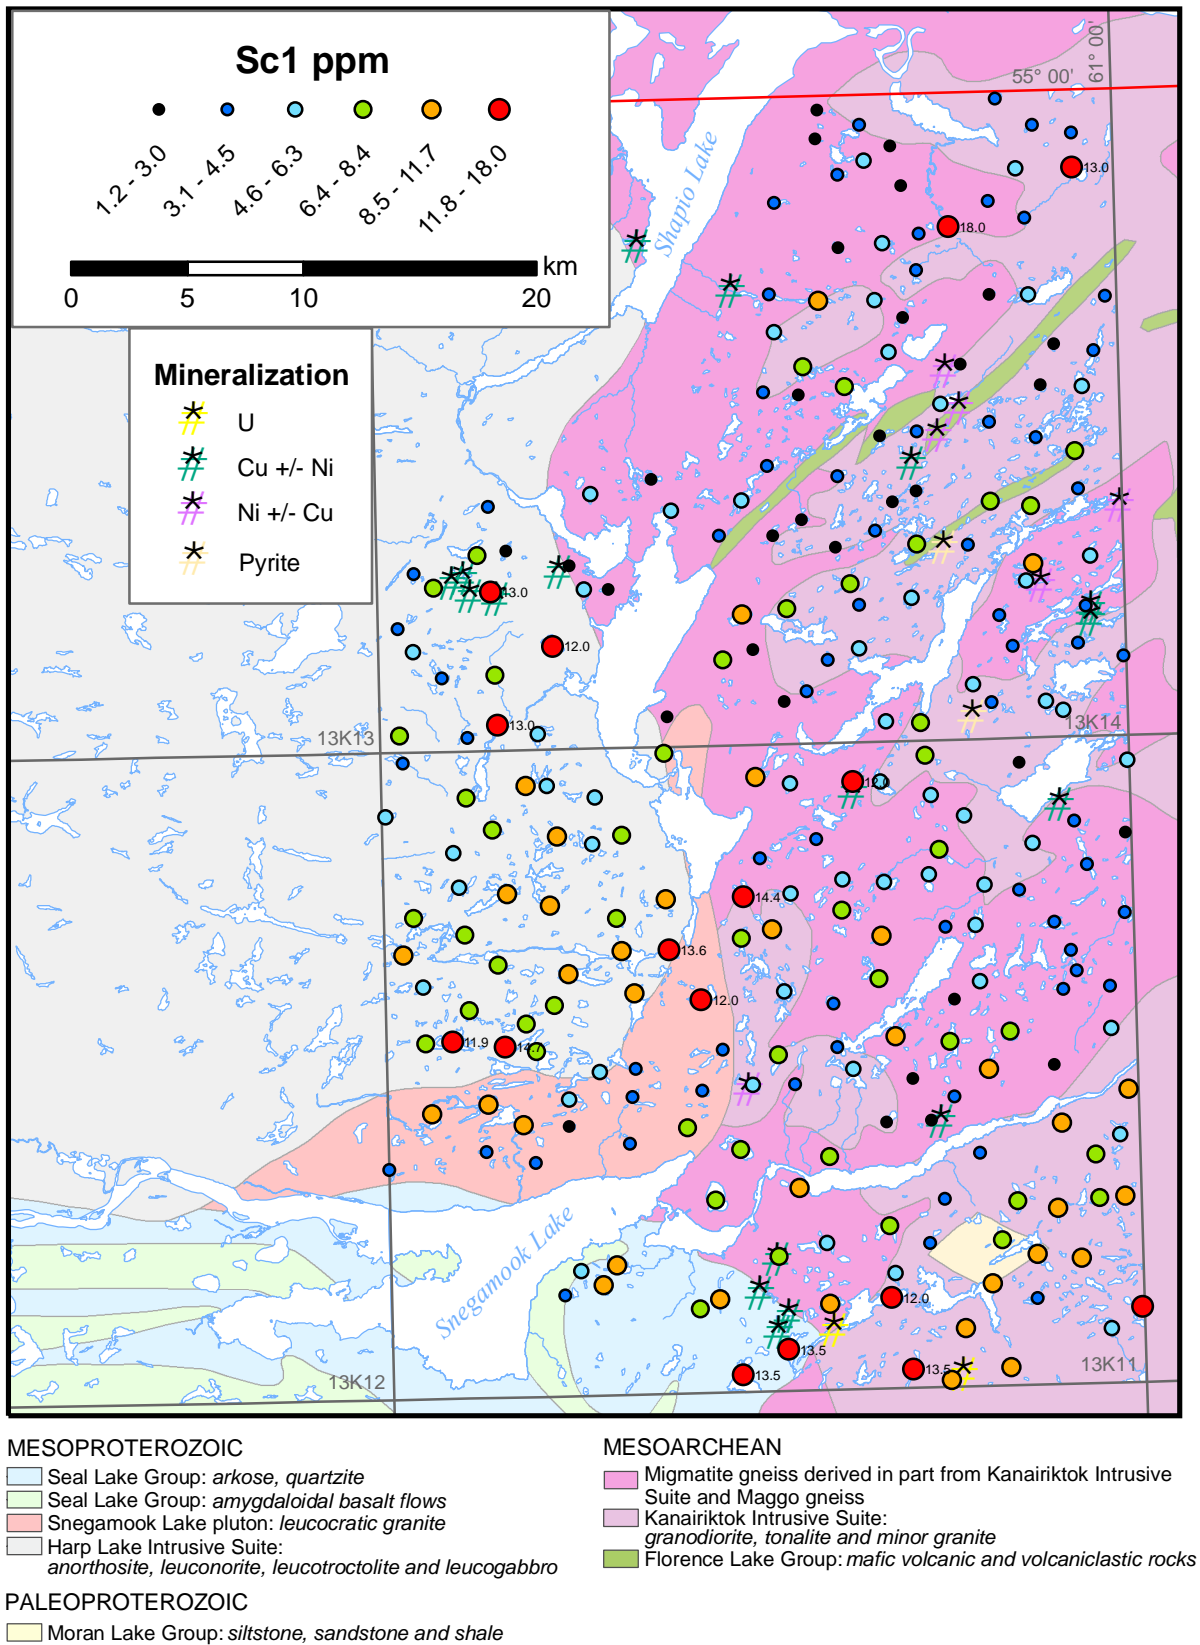 Sc1 ppm
1.2 - 3.0
3.1 - 4.5
4.6 - 6.3
6.4 - 8.4
8.5 - 11.7
11.8 - 18.0
km
0 5 10 20
Mineralization
U
Cu +/- Ni
Ni +/- Cu
Pyrite
55° 00'
61° 00'
Shapio Lake
13.0
18.0
13.0
12.0
13.0
13K13
13K14
12.0
14.4
13.6
12.0
11.9
14.7
Snegamook Lake
12.0
13.5
13.5
13.5
13K12
13K11
MESOPROTEROZOIC
Seal Lake Group: arkose, quartzite
Seal Lake Group: amygdaloidal basalt flows
Snegamook Lake pluton: leucocratic granite
Harp Lake Intrusive Suite:
anorthosite, leuconorite, leucotroctolite and leucogabbro
PALEOPROTEROZOIC
Moran Lake Group: siltstone, sandstone and shale
MESOARCHEAN
Migmatite gneiss derived in part from Kanairiktok Intrusive
Suite and Maggo gneiss
Kanairiktok Intrusive Suite:
granodiorite, tonalite and minor granite
Florence Lake Group: mafic volcanic and volcaniclastic rocks